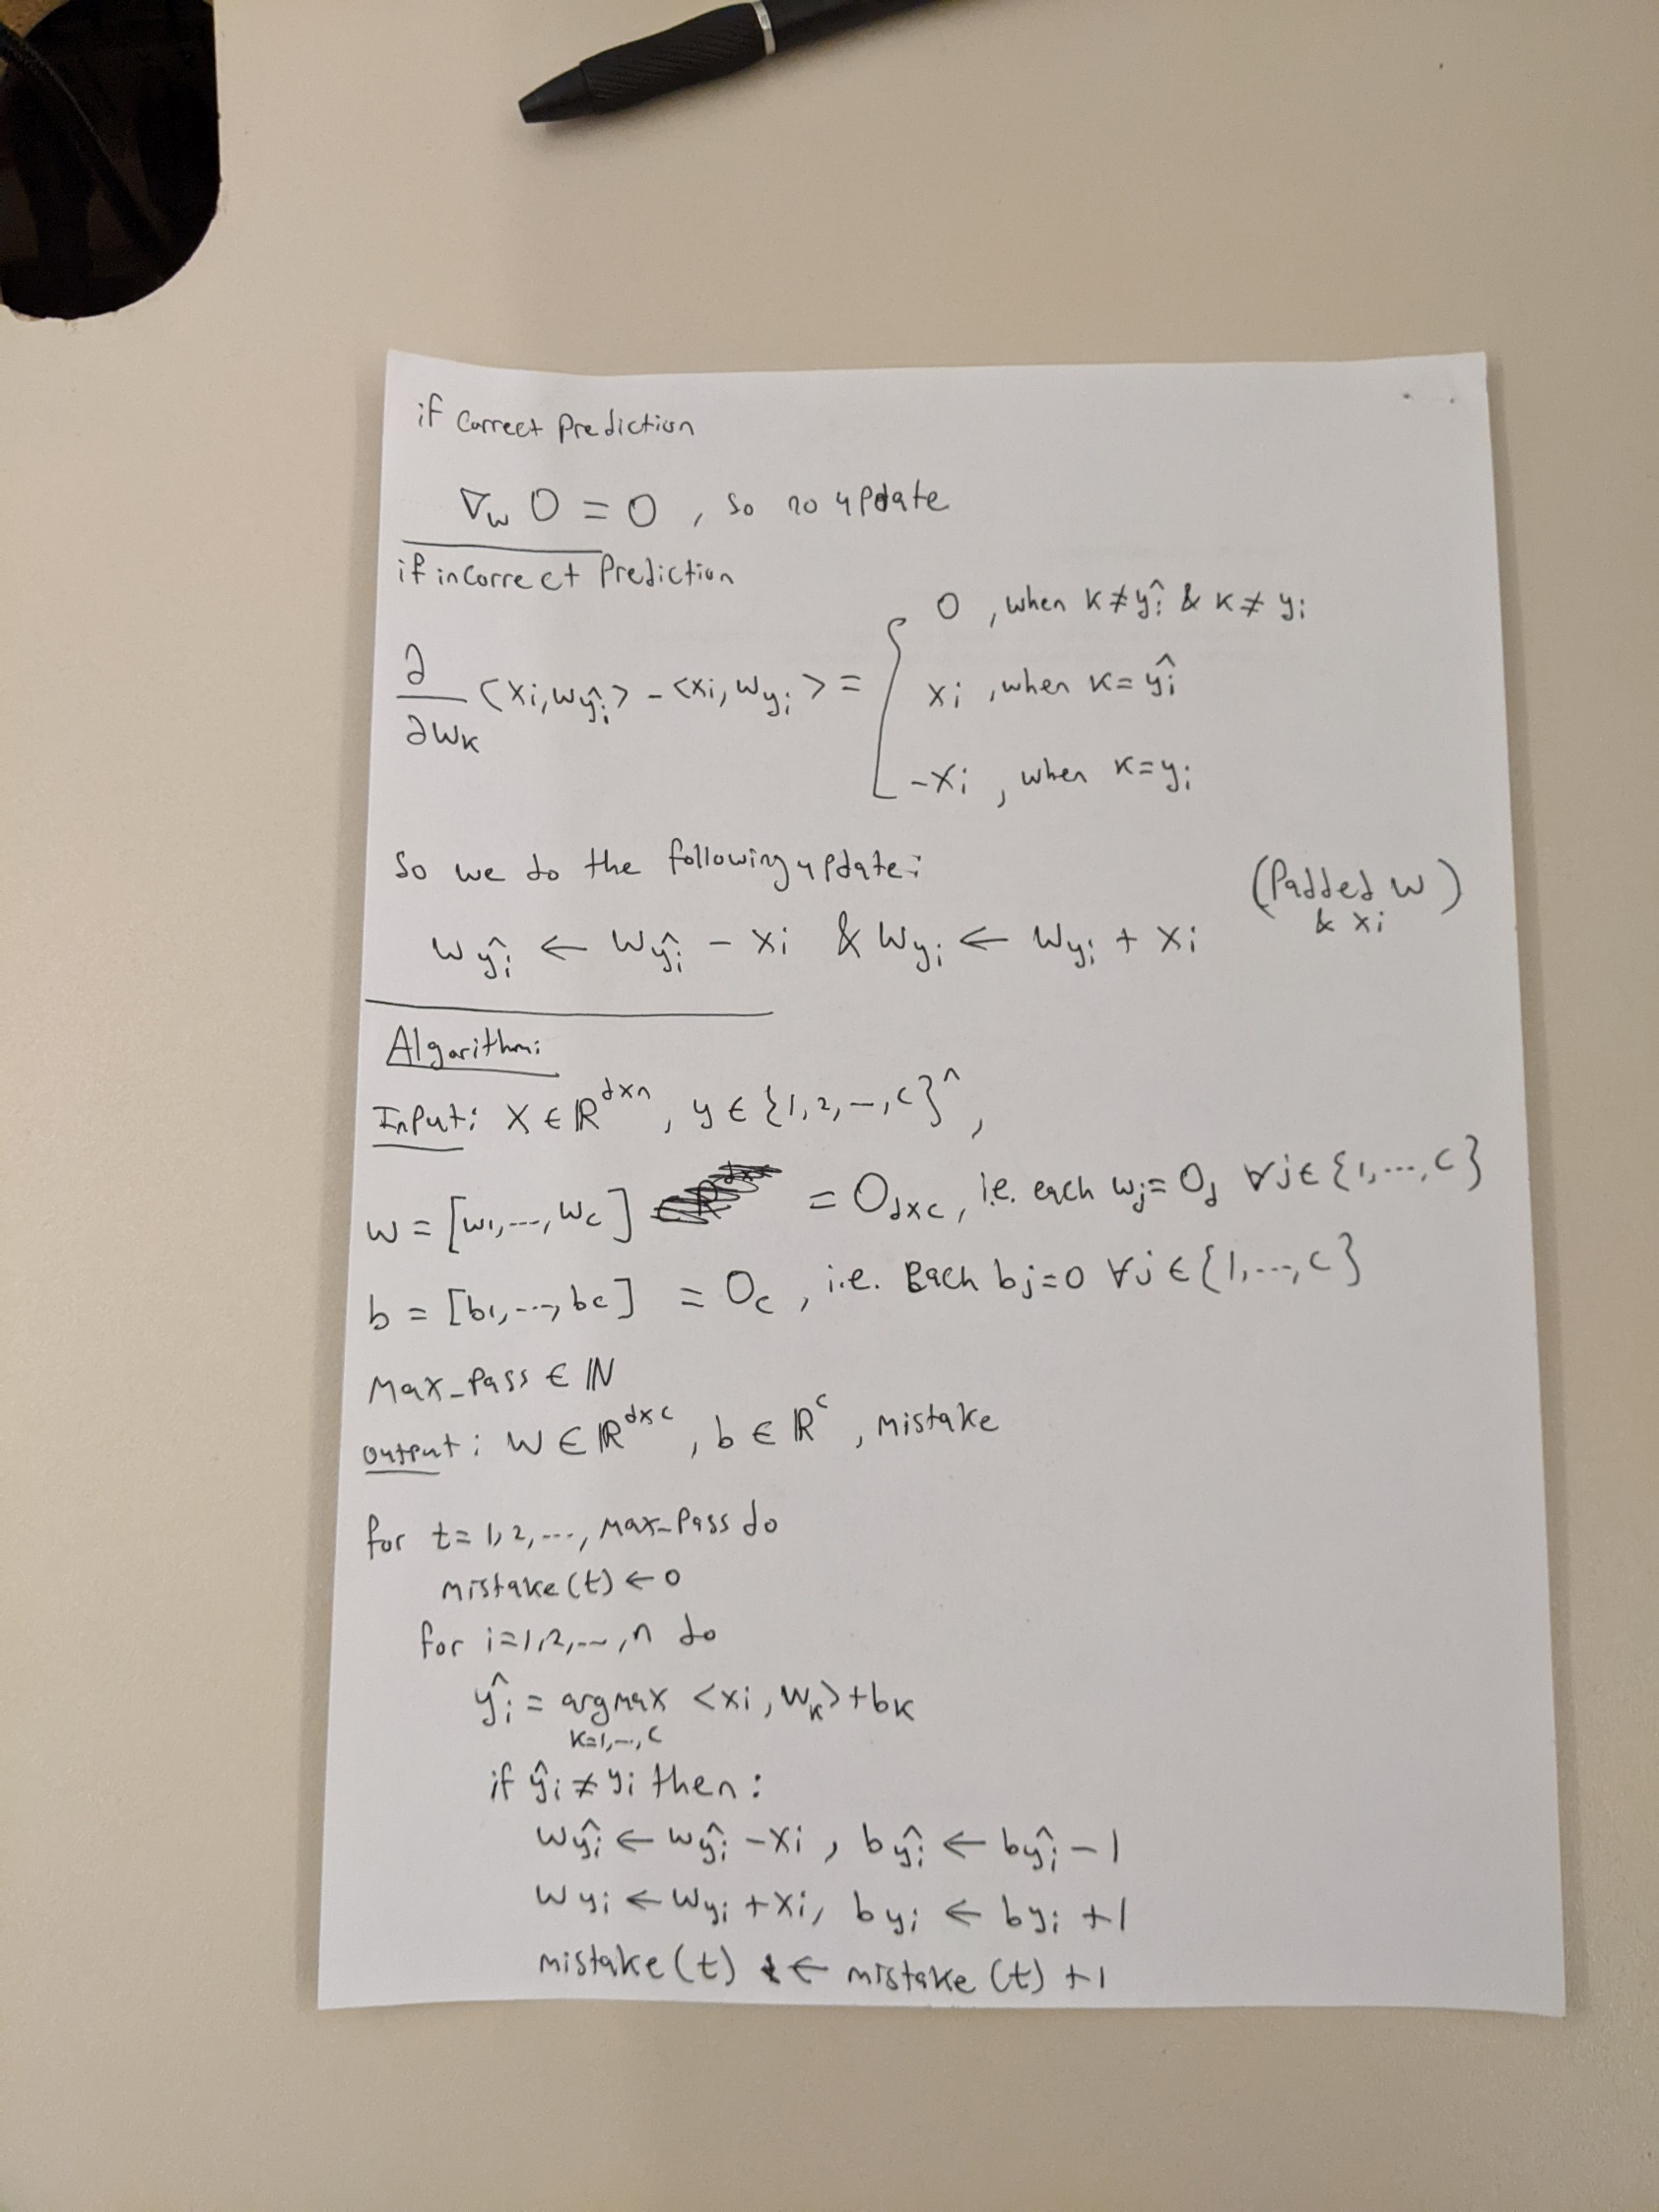 if Correct Prediction
∇w 0 = 0 , so no update
if incorrect Prediction
∂/∂wk <xi, wŷi> - <xi, wyi> = { 0 , when k ≠ ŷi & k ≠ yi
xi , when k = ŷi
-xi , when k = yi
So we do the following update:
(Padded w & xi)
wŷi ← wŷi - xi & wyi ← wyi + xi
Algorithm:
Input: X ∈ ℝ^{d×n}, y ∈ {1, 2, -, c}^n,
w = [w1, ..., wc] = 0_{d×c}, i.e. each wj = 0_d ∀j ∈ {1, ..., c}
b = [b1, ..., bc] = 0_c, i.e. Each bj = 0 ∀j ∈ {1, ..., c}
Max_Pass ∈ ℕ
output: W ∈ ℝ^{d×c}, b ∈ ℝ^c, mistake
for t = 1, 2, ..., Max_Pass do
mistake(t) ← 0
for i = 1, 2, ..., n do
ŷi = argmax <xi, wk> + bk
k=1, ..., c
if ŷi ≠ yi then:
wŷi ← wŷi - xi, bŷi ← bŷi - 1
wyi ← wyi + xi, byi ← byi + 1
mistake(t) ← mistake(t) + 1